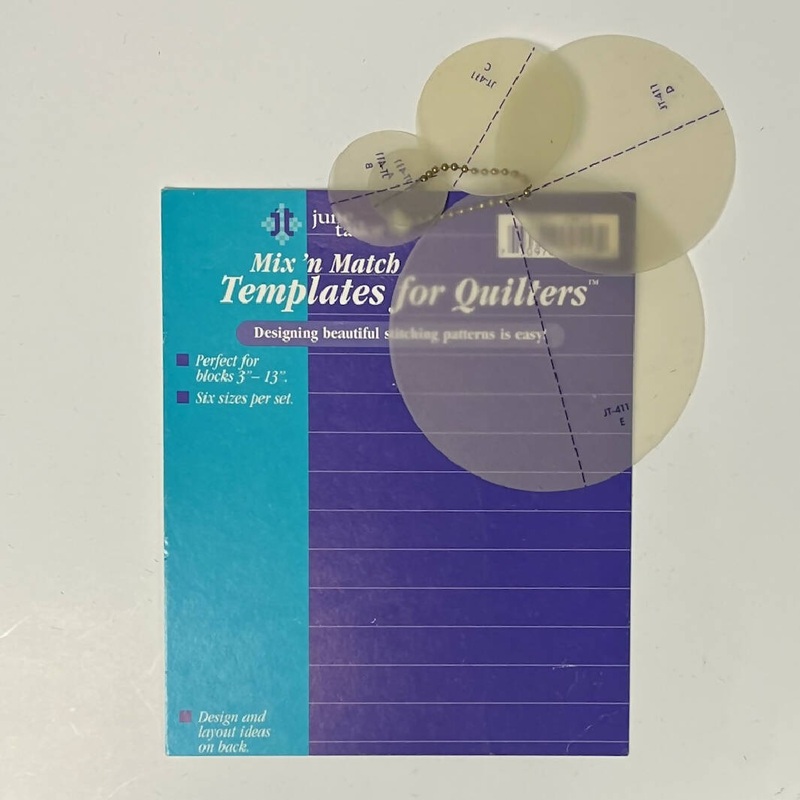 JT-411
C
JT-411
D
JT-411
B
jt
Mix 'n Match
Templates for Quilters™
Designing beautiful stitching patterns is easy!
Perfect for
blocks 3"– 13".
Six sizes per set.
JT-411
E
Design and
layout ideas
on back.